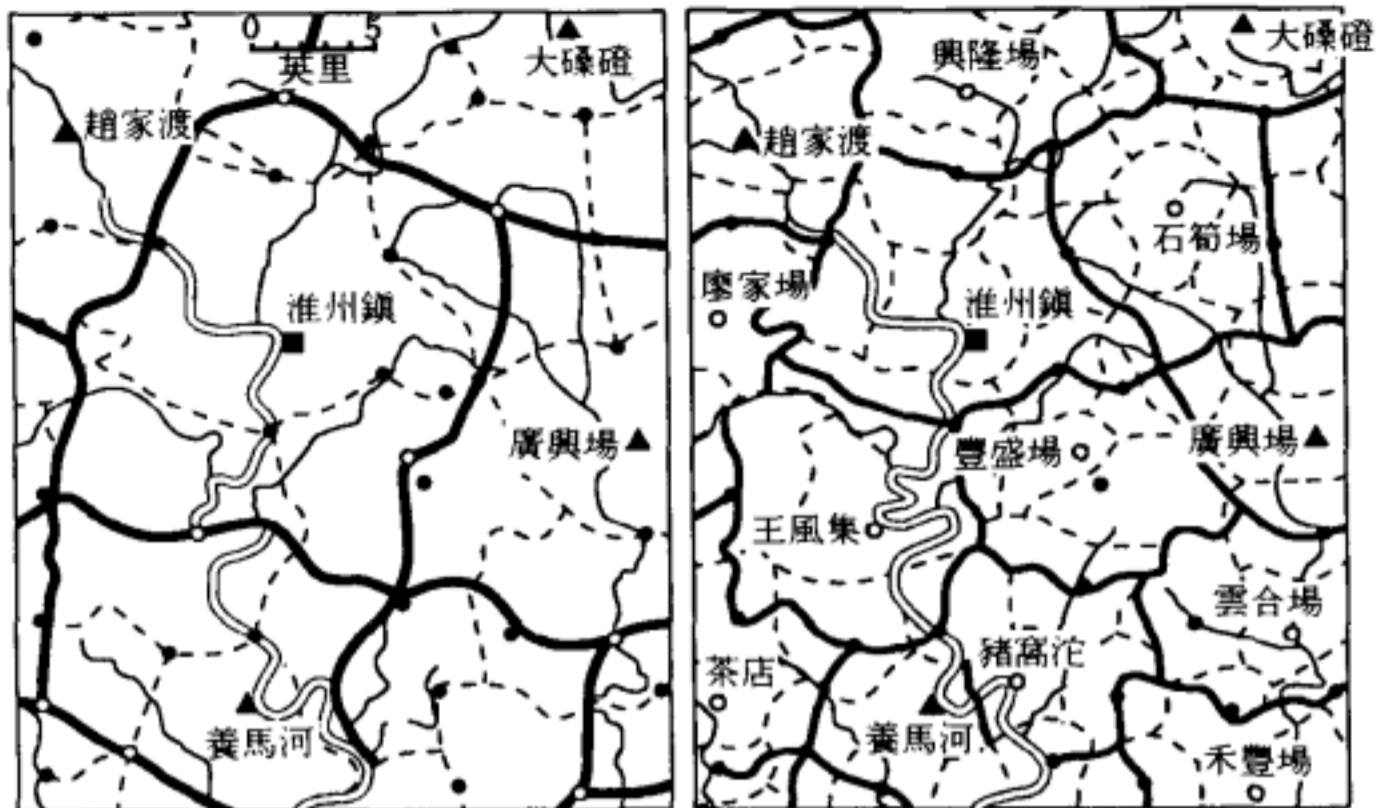 0 5
英里
大磉磴
趙家渡
淮州鎮
廣興場
養馬河
興隆場
大磉磴
趙家渡
石筍場
廖家場
淮州鎮
豐盛場
廣興場
王風集
雲合場
豬窩沱
茶店
養馬河
禾豐場